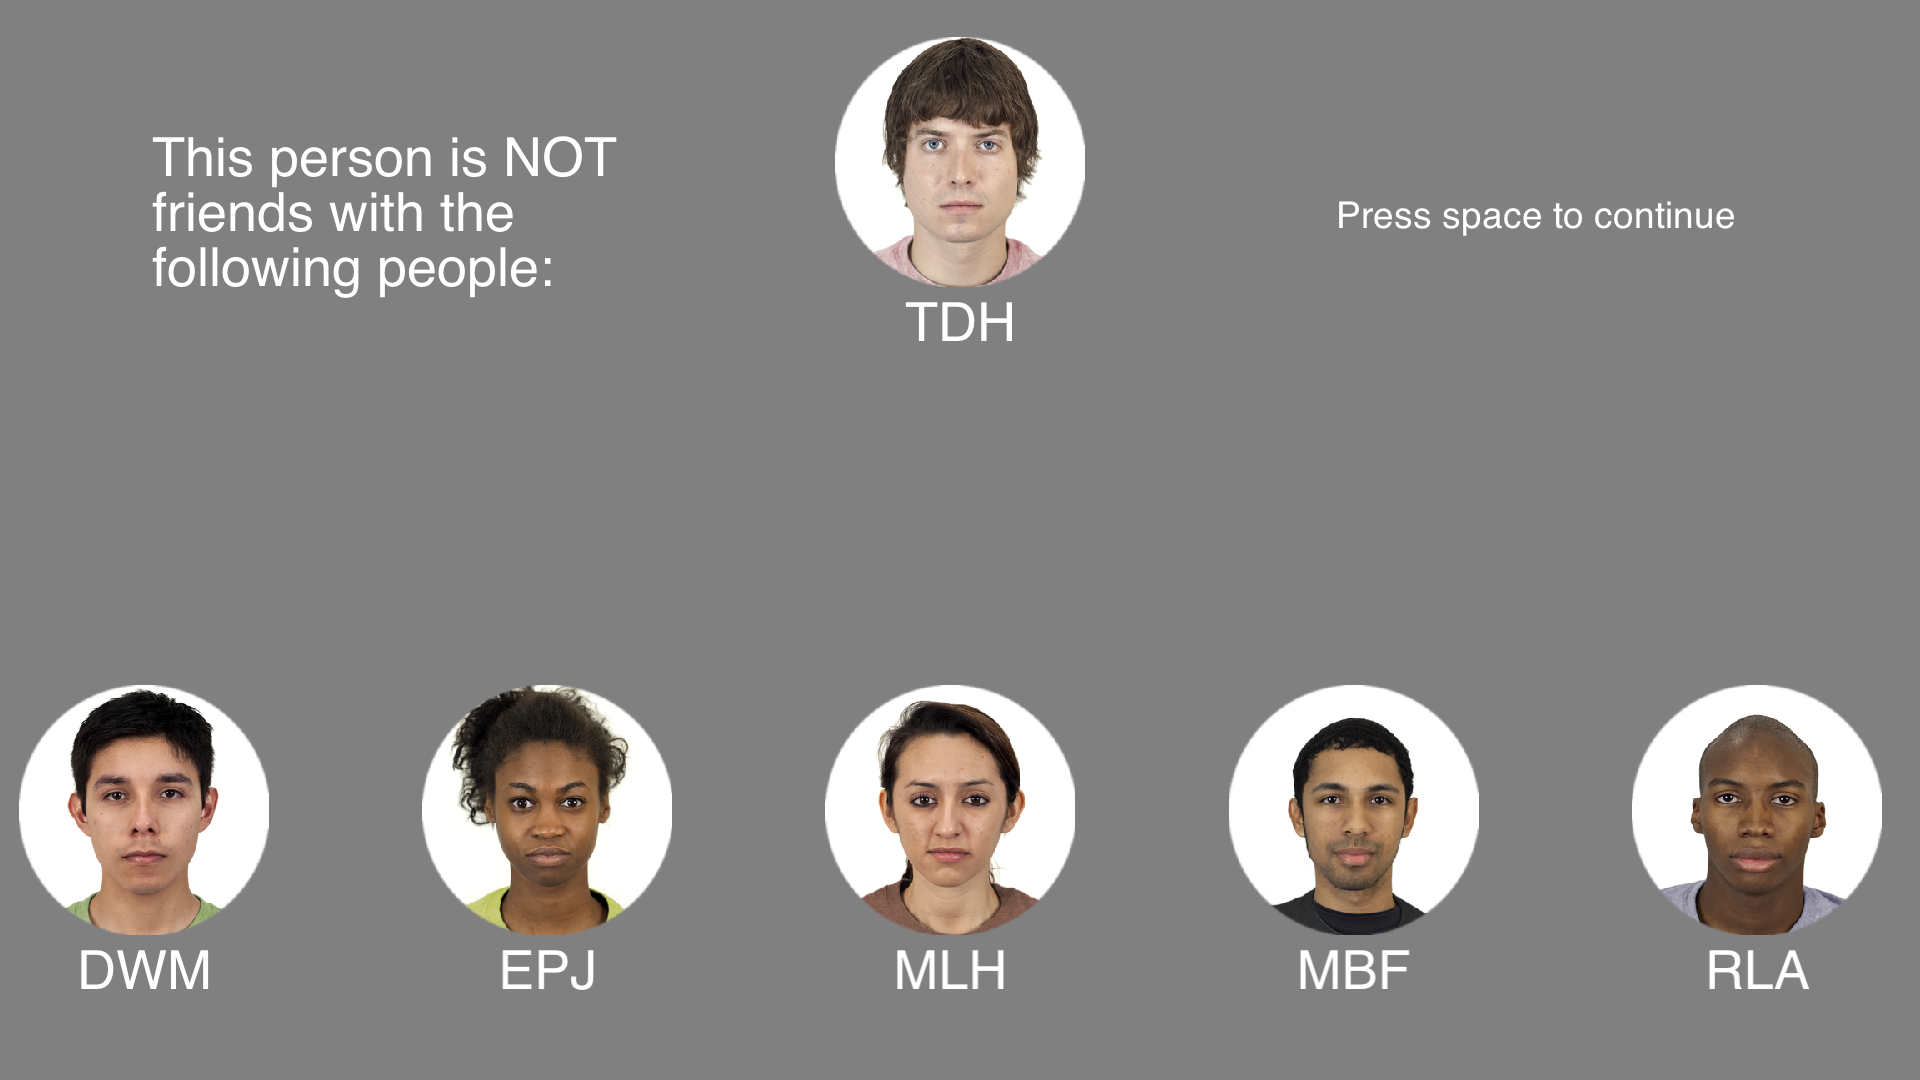 This person is NOT
friends with the
following people:
TDH
Press space to continue
DWM
EPJ
MLH
MBF
RLA